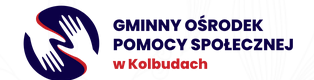 GMINNY OŚRODEK
POMOCY SPOŁECZNEJ
w Kolbudach